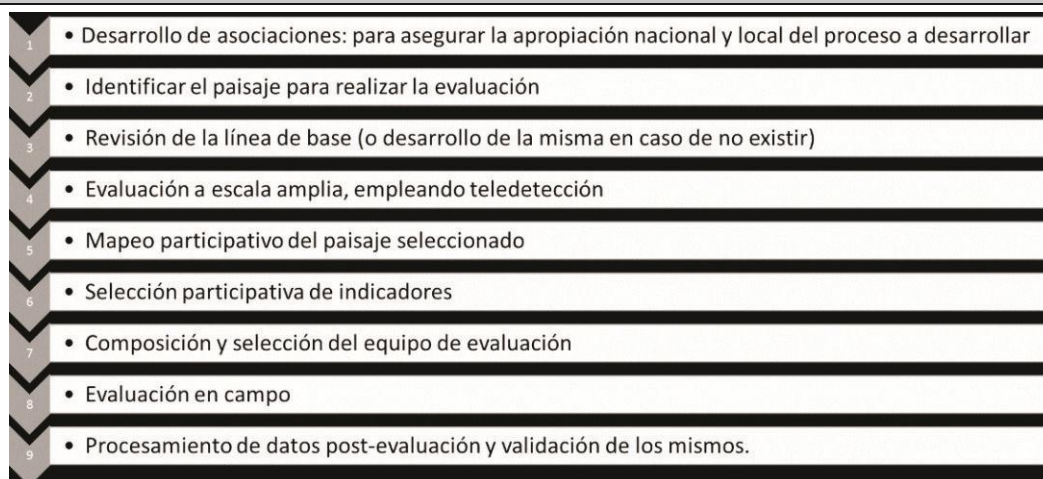 1 • Desarrollo de asociaciones: para asegurar la apropiación nacional y local del proceso a desarrollar
2 • Identificar el paisaje para realizar la evaluación
3 • Revisión de la línea de base (o desarrollo de la misma en caso de no existir)
4 • Evaluación a escala amplia, empleando teledetección
5 • Mapeo participativo del paisaje seleccionado
6 • Selección participativa de indicadores
7 • Composición y selección del equipo de evaluación
8 • Evaluación en campo
9 • Procesamiento de datos post-evaluación y validación de los mismos.